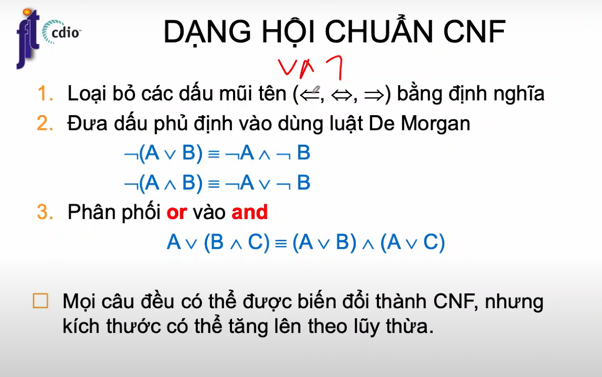 fit cdio
DẠNG HỘI CHUẨN CNF
∨∧ ¬
1. Loại bỏ các dấu mũi tên (⇐, ⇔, ⇒) bằng định nghĩa
2. Đưa dấu phủ định vào dùng luật De Morgan
¬(A ∨ B) ≡ ¬A ∧ ¬ B
¬(A ∧ B) ≡ ¬A ∨ ¬ B
3. Phân phối or vào and
A ∨ (B ∧ C) ≡ (A ∨ B) ∧ (A ∨ C)
Mọi câu đều có thể được biến đổi thành CNF, nhưng
kích thước có thể tăng lên theo lũy thừa.